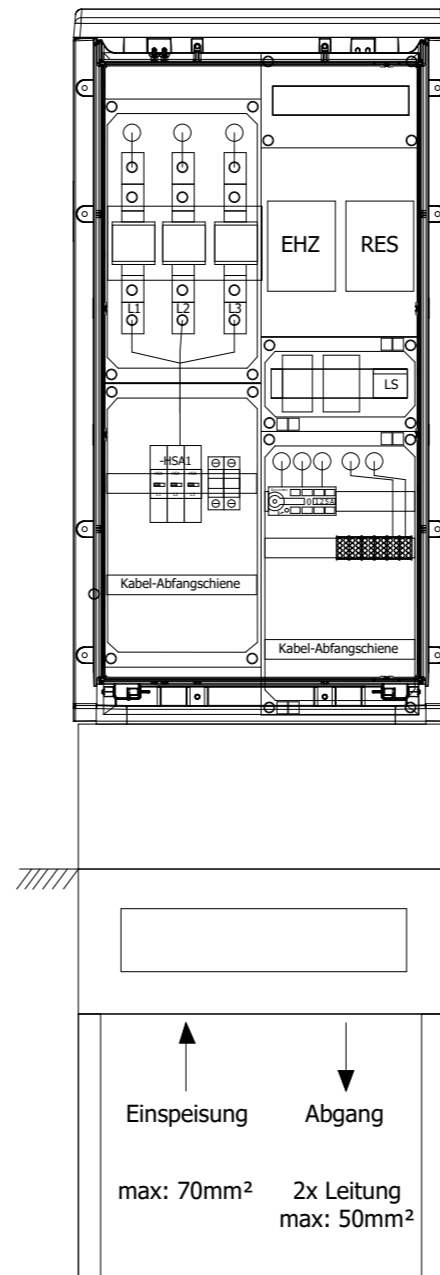 EHZ RES
L1 L2 L3
LS
-HSA1
125A
Kabel-Abfangschiene
Kabel-Abfangschiene
Einspeisung Abgang
max: 70mm² 2x Leitung
max: 50mm²